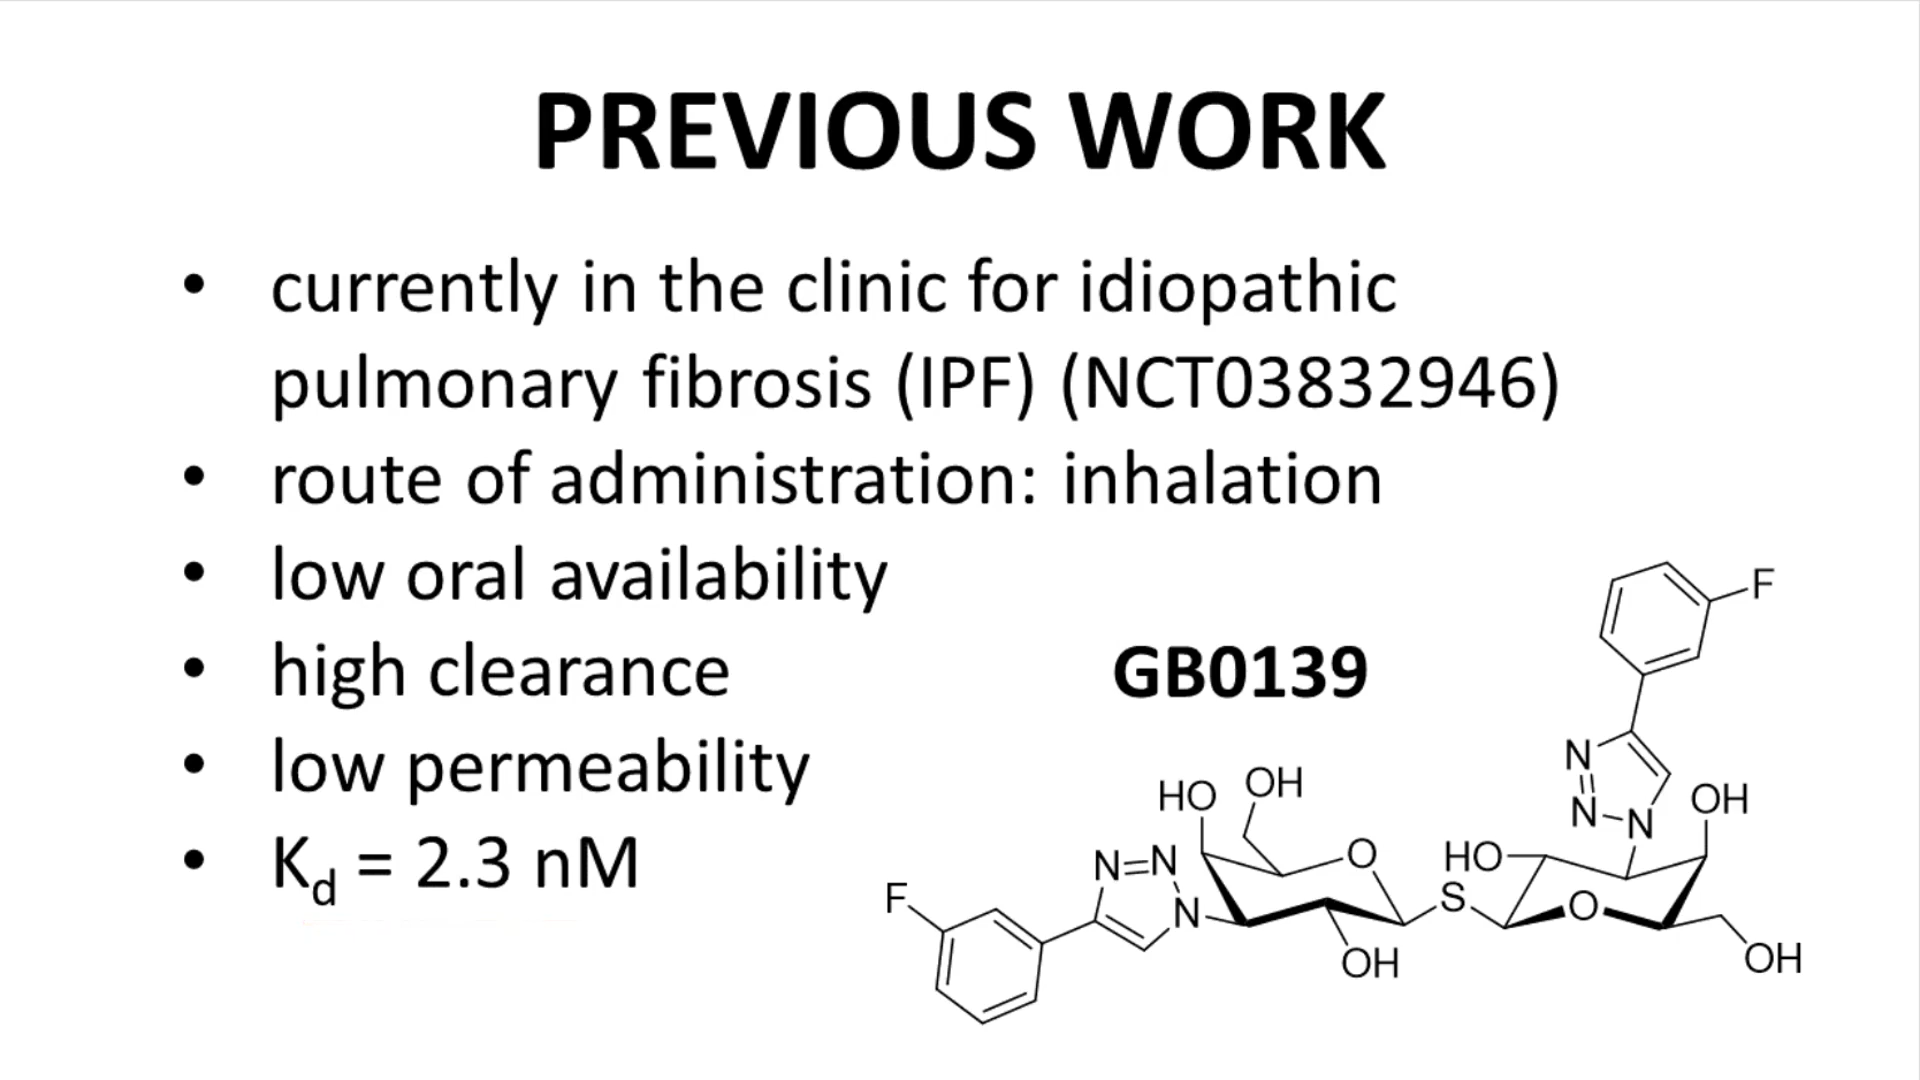 PREVIOUS WORK
• currently in the clinic for idiopathic
pulmonary fibrosis (IPF) (NCT03832946)
• route of administration: inhalation
• low oral availability
• high clearance
• low permeability
• Kd = 2.3 nM
GB0139
F
N
N
N
OH
HO
OH
O
HO
N=N
N
S
O
F
OH
OH